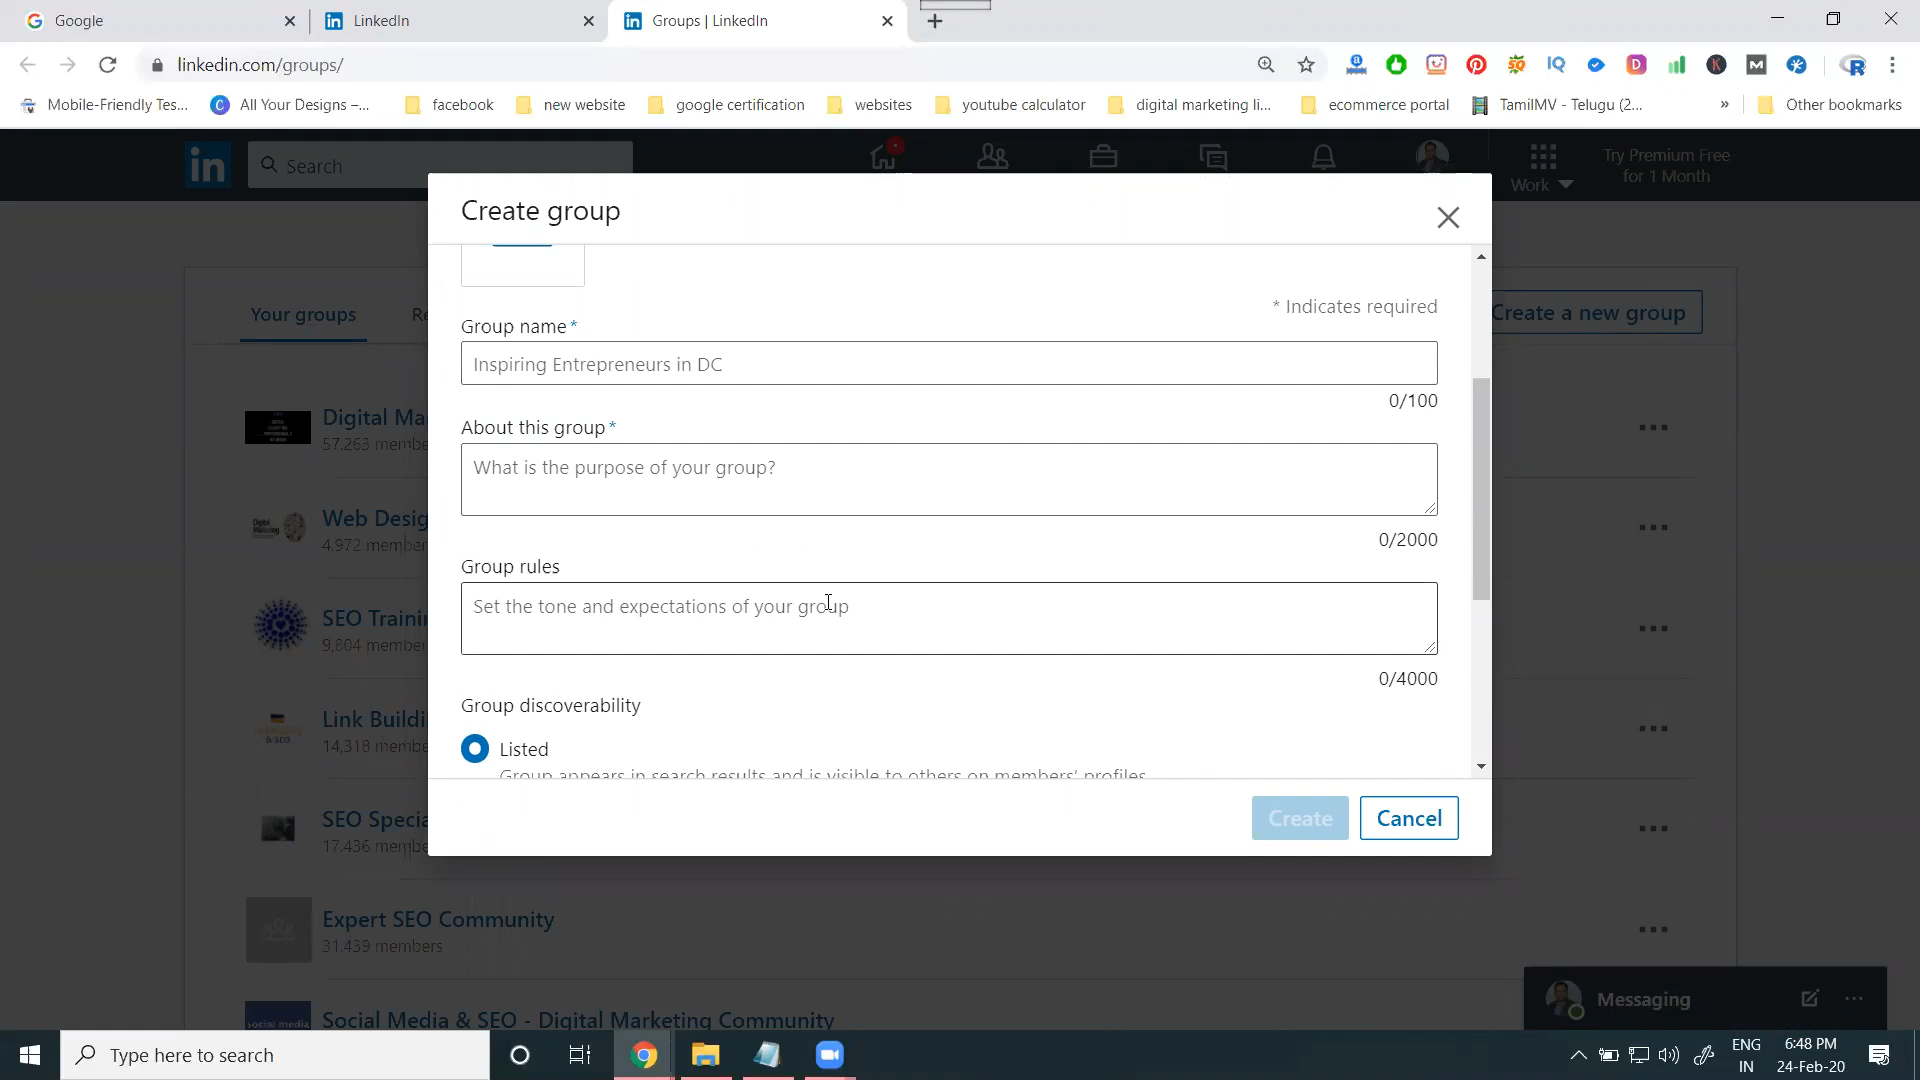 Google
LinkedIn
Groups | LinkedIn
linkedin.com/groups/
Mobile-Friendly Tes...
All Your Designs –...
facebook
new website
google certification
websites
youtube calculator
digital marketing li...
ecommerce portal
TamilMV - Telugu (2...
»
Other bookmarks
in
Search
Work
Try Premium Free
for 1 Month
Create group
Your groups
Create a new group
* Indicates required
Group name*
Inspiring Entrepreneurs in DC
0/100
About this group*
What is the purpose of your group?
0/2000
Group rules
Set the tone and expectations of your group
0/4000
Group discoverability
Listed
Group appears in search results and is visible to others on members' profiles
Create
Cancel
Digital Ma
57,263 membe
Web Desig
4,972 member
SEO Trainin
9,804 member
Link Buildi
14,318 membe
SEO Specia
17,436 memb
Expert SEO Community
31,439 members
social media
Social Media & SEO - Digital Marketing Community
Messaging
Type here to search
ENG
IN
6:48 PM
24-Feb-20